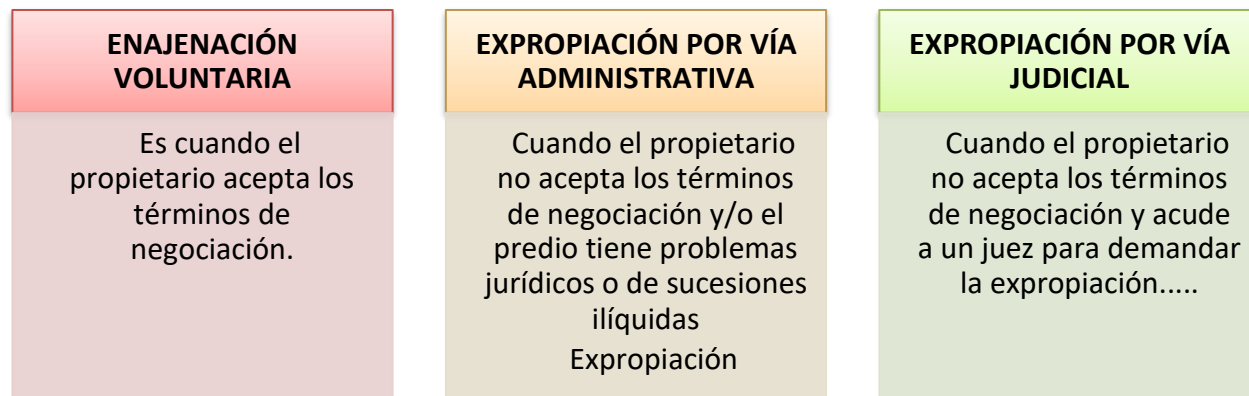 ENAJENACIÓN
VOLUNTARIA
Es cuando el
propietario acepta los
términos de
negociación.
EXPROPIACIÓN POR VÍA
ADMINISTRATIVA
Cuando el propietario
no acepta los términos
de negociación y/o el
predio tiene problemas
jurídicos o de sucesiones
ilíquidas
Expropiación
EXPROPIACIÓN POR VÍA
JUDICIAL
Cuando el propietario
no acepta los términos
de negociación y acude
a un juez para demandar
la expropiación.....